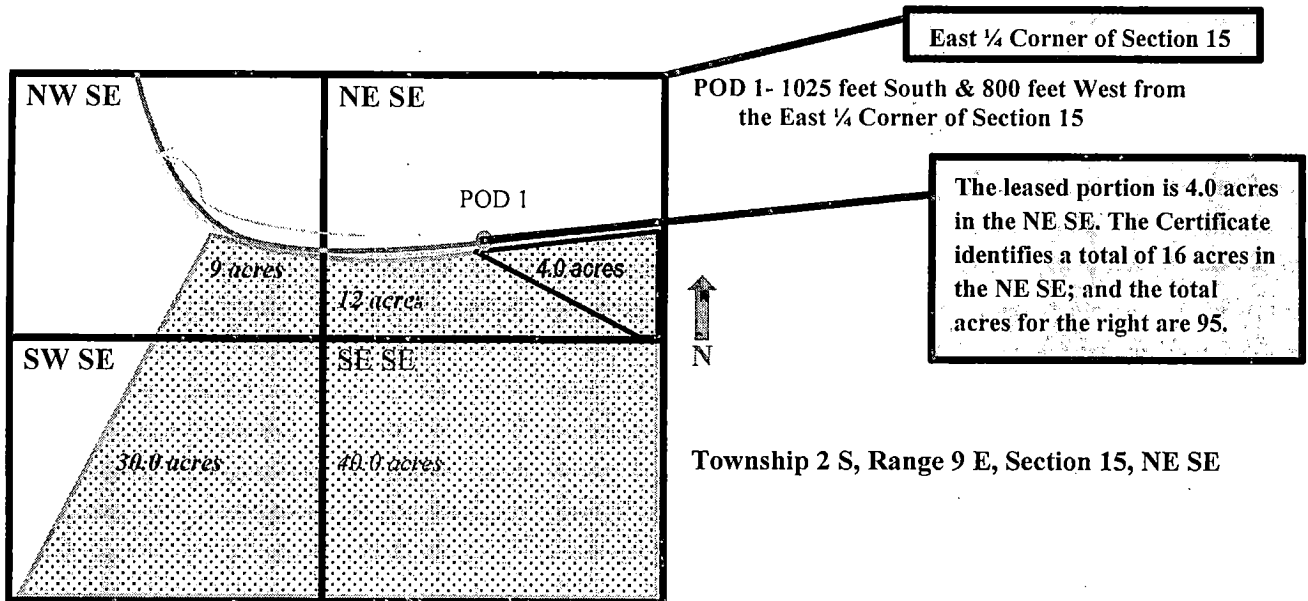 East ¼ Corner of Section 15
NW SE
NE SE
POD 1- 1025 feet South & 800 feet West from
the East ¼ Corner of Section 15
POD 1
The leased portion is 4.0 acres
in the NE SE. The Certificate
identifies a total of 16 acres in
the NE SE; and the total
acres for the right are 95.
9 acres
4.0 acres
12 acres
N
SW SE
SE SE
30.0 acres
40.0 acres
Township 2 S, Range 9 E, Section 15, NE SE